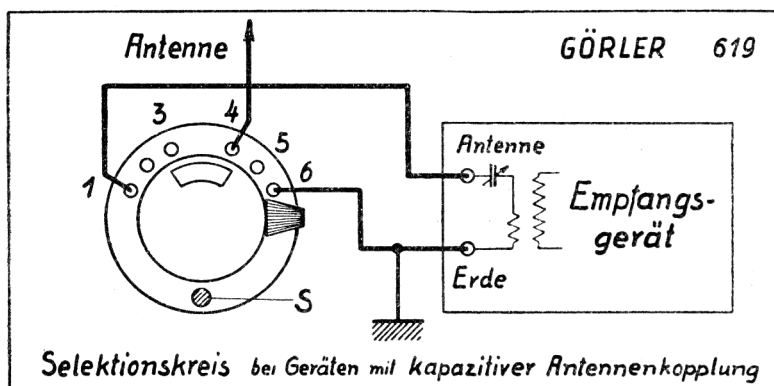 Antenne
GÖRLER 619
3
4
5
1
6
Antenne
Empfangs-
gerät
Erde
S
Selektionskreis bei Geräten mit kapazitiver Antennenkopplung